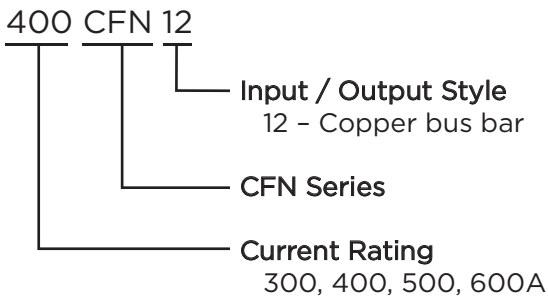 400 CFN 12
Input / Output Style
12 – Copper bus bar
CFN Series
Current Rating
300, 400, 500, 600A